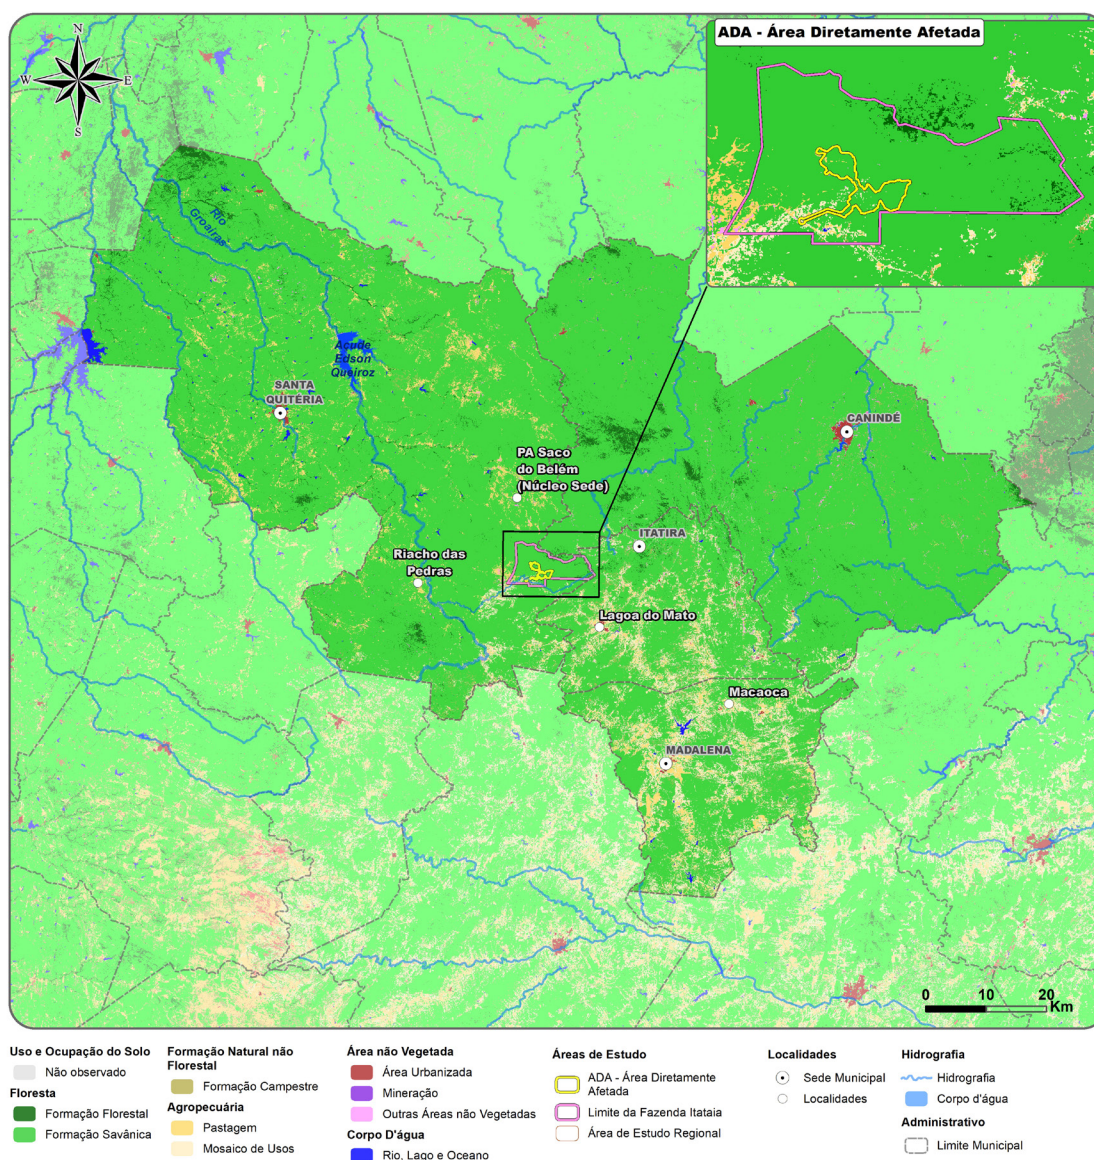 ADA - Área Diretamente Afetada
N
W
E
S
Rio
Groaíras
Açude
Edson
Queiroz
SANTA
QUITÉRIA
CANINDÉ
PA Saco
do Belém
(Núcleo Sede)
ITATIRA
Riacho das
Pedras
Lagoa do Mato
Macaoca
MADALENA
0 10 20
Km
Uso e Ocupação do Solo
Não observado
Floresta
Formação Florestal
Formação Savânica
Formação Natural não
Florestal
Formação Campestre
Agropecuária
Pastagem
Mosaico de Usos
Área não Vegetada
Área Urbanizada
Mineração
Outras Áreas não Vegetadas
Corpo D'água
Rio, Lago e Oceano
Áreas de Estudo
ADA - Área Diretamente
Afetada
Limite da Fazenda Itataia
Área de Estudo Regional
Localidades
Sede Municipal
Localidades
Hidrografia
Hidrografia
Corpo d'água
Administrativo
Limite Municipal